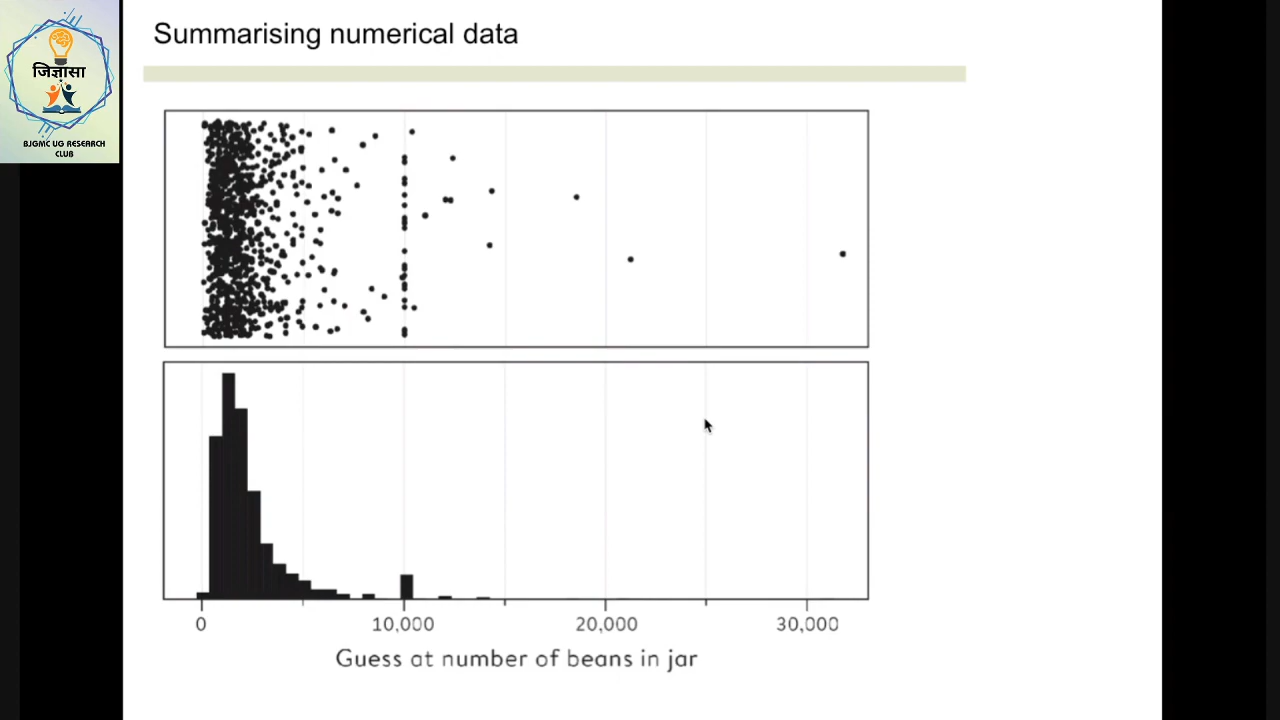 Summarising numerical data
जिज्ञासा
BJGMC UG RESEARCH
CLUB
0 10,000 20,000 30,000
Guess at number of beans in jar